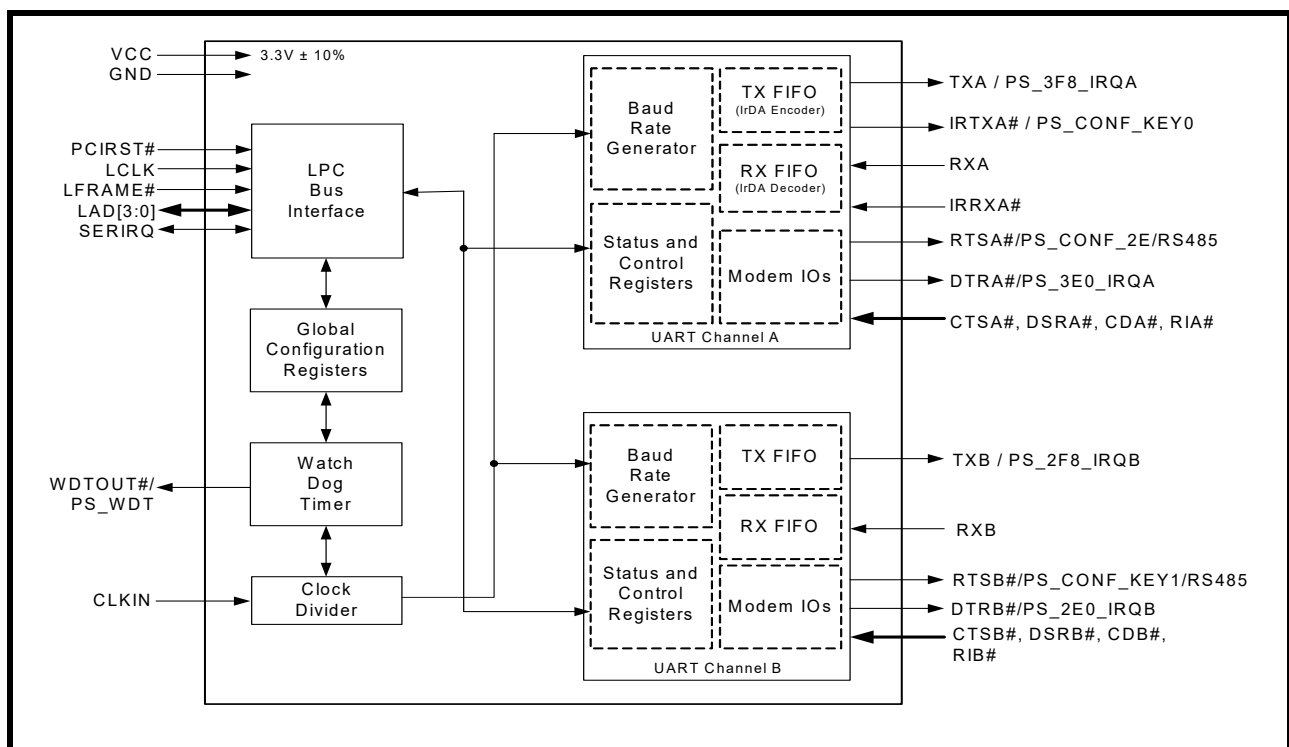 VCC
GND
3.3V ± 10%
PCIRST#
LCLK
LFRAME#
LAD[3:0]
SERIRQ
LPC
Bus
Interface
Global
Configuration
Registers
WDTOUT#/
PS_WDT
Watch
Dog
Timer
CLKIN
Clock
Divider
Baud
Rate
Generator
TX FIFO
(IrDA Encoder)
RX FIFO
(IrDA Decoder)
Status and
Control
Registers
Modem IOs
UART Channel A
TXA / PS_3F8_IRQA
IRTXA# / PS_CONF_KEY0
RXA
IRRXA#
RTSA#/PS_CONF_2E/RS485
DTRA#/PS_3E0_IRQA
CTSA#, DSRA#, CDA#, RIA#
Baud
Rate
Generator
TX FIFO
RX FIFO
Status and
Control
Registers
Modem IOs
UART Channel B
TXB / PS_2F8_IRQB
RXB
RTSB#/PS_CONF_KEY1/RS485
DTRB#/PS_2E0_IRQB
CTSB#, DSRB#, CDB#,
RIB#